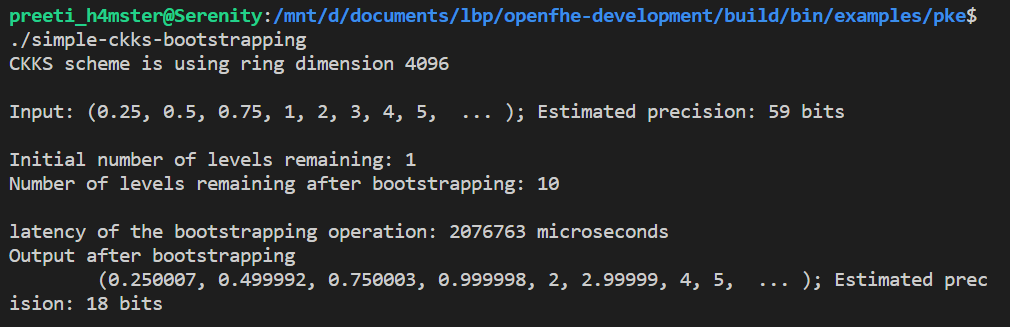 preeti_h4mster@Serenity:/mnt/d/documents/lbp/openfhe-development/build/bin/examples/pke$
./simple-ckks-bootstrapping
CKKS scheme is using ring dimension 4096
Input: (0.25, 0.5, 0.75, 1, 2, 3, 4, 5,  ... ); Estimated precision: 59 bits
Initial number of levels remaining: 1
Number of levels remaining after bootstrapping: 10
latency of the bootstrapping operation: 2076763 microseconds
Output after bootstrapping
(0.250007, 0.499992, 0.750003, 0.999998, 2, 2.99999, 4, 5,  ... ); Estimated prec
ision: 18 bits